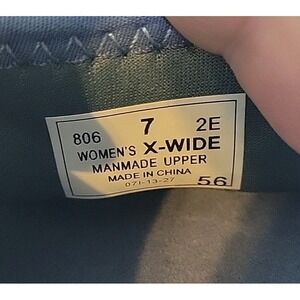 806 7 2E
WOMEN'S X-WIDE
MANMADE UPPER
MADE IN CHINA
071-13-27 56